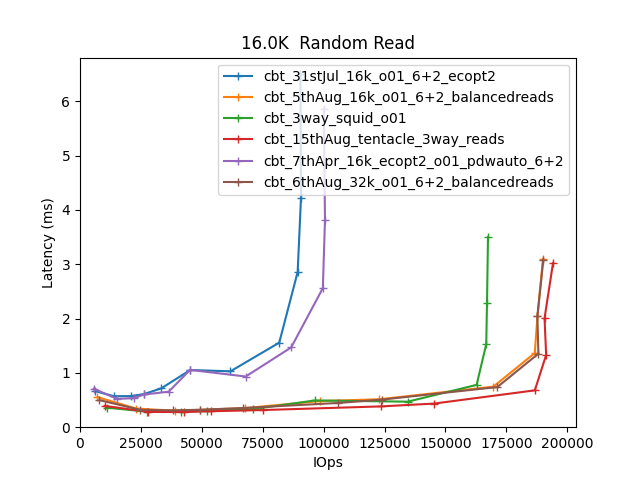 16.0K  Random Read
cbt_31stJul_16k_o01_6+2_ecopt2
cbt_5thAug_16k_o01_6+2_balancedreads
cbt_3way_squid_o01
cbt_15thAug_tentacle_3way_reads
cbt_7thApr_16k_ecopt2_o01_pdwauto_6+2
cbt_6thAug_32k_o01_6+2_balancedreads
Latency (ms)
6
5
4
3
2
1
0
0 25000 50000 75000 100000 125000 150000 175000 200000
IOps